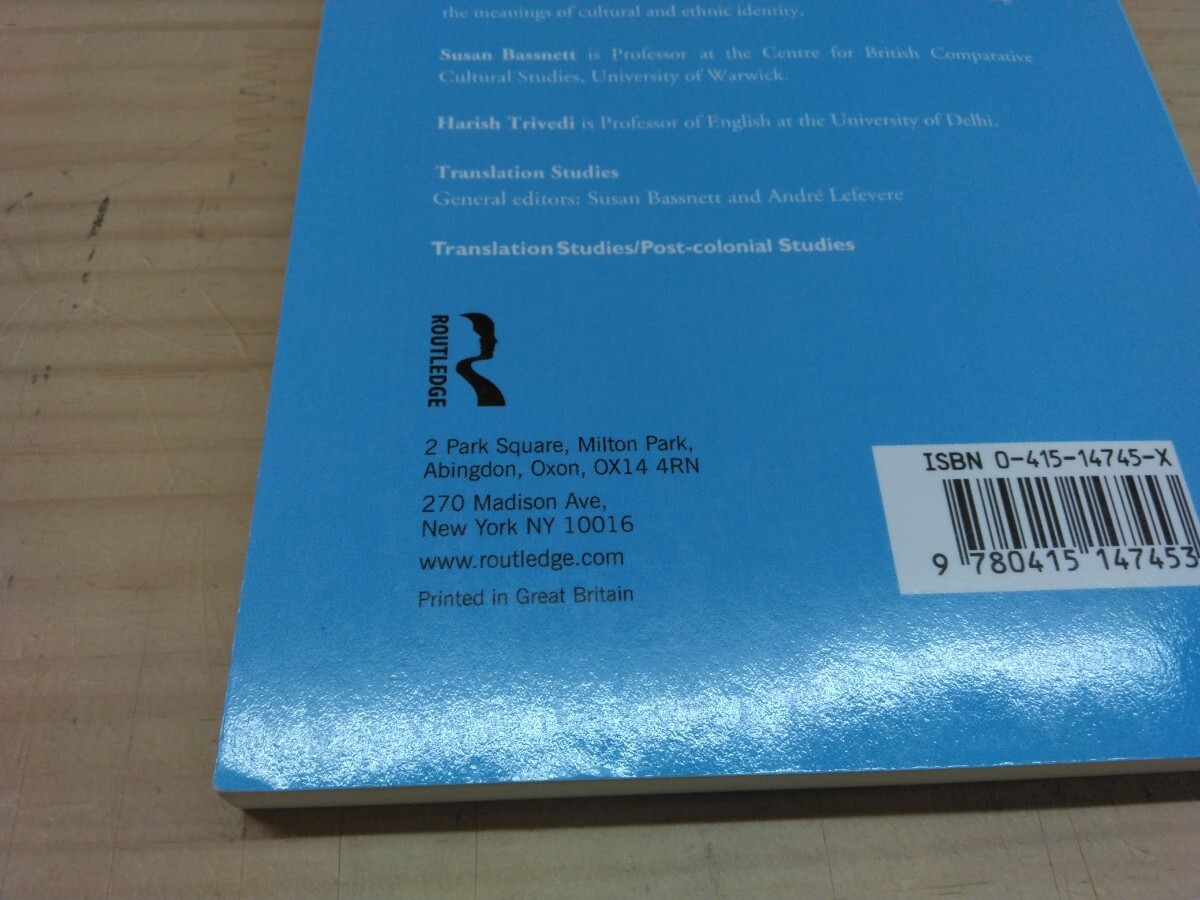 the meanings of cultural and ethnic identity.
Susan Bassnett is Professor at the Centre for British Comparative
Cultural Studies, University of Warwick.
Harish Trivedi is Professor of English at the University of Delhi.
Translation Studies
General editors: Susan Bassnett and André Lefevere
Translation Studies/Post-colonial Studies
ROUTLEDGE
2 Park Square, Milton Park,
Abingdon, Oxon, OX14 4RN
270 Madison Ave,
New York NY 10016
www.routledge.com
Printed in Great Britain
ISBN 0-415-14745-X
9 780415 147453